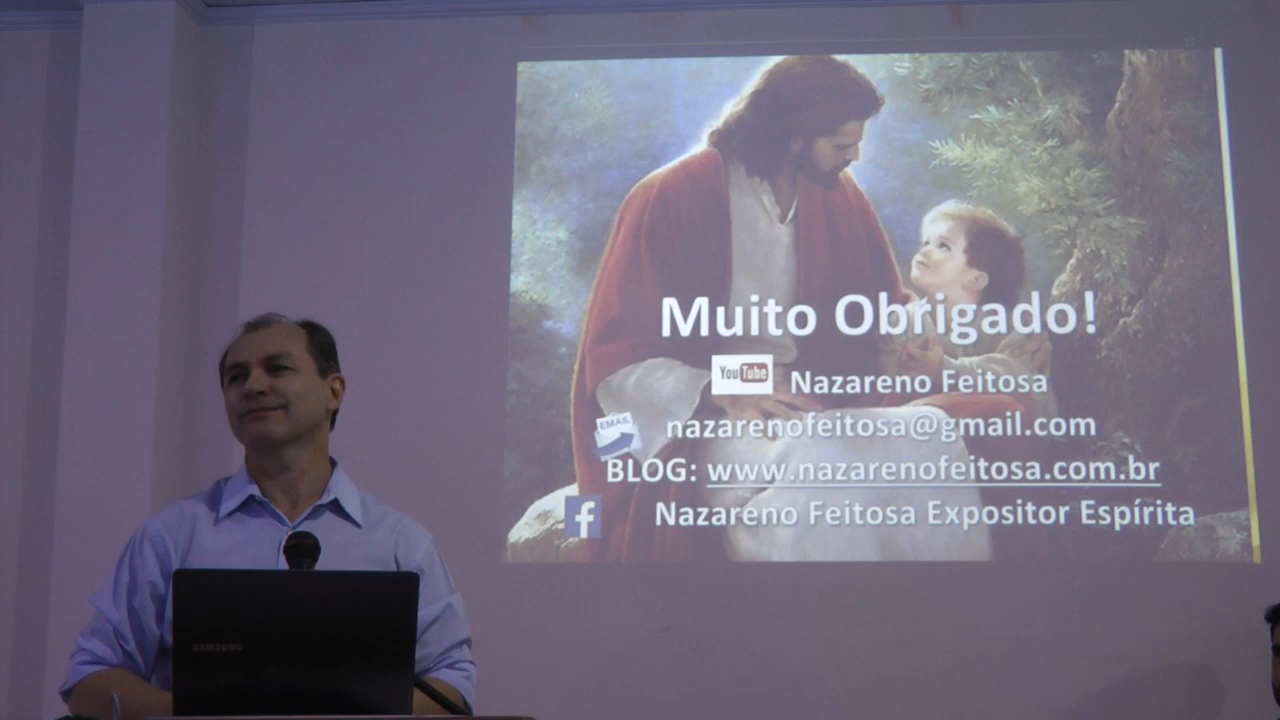 Muito Obrigado!
YouTube Nazareno Feitosa
EMAIL nazarenofeitosa@gmail.com
BLOG: www.nazarenofeitosa.com.br
f Nazareno Feitosa Expositor Espírita
SAMSUNG